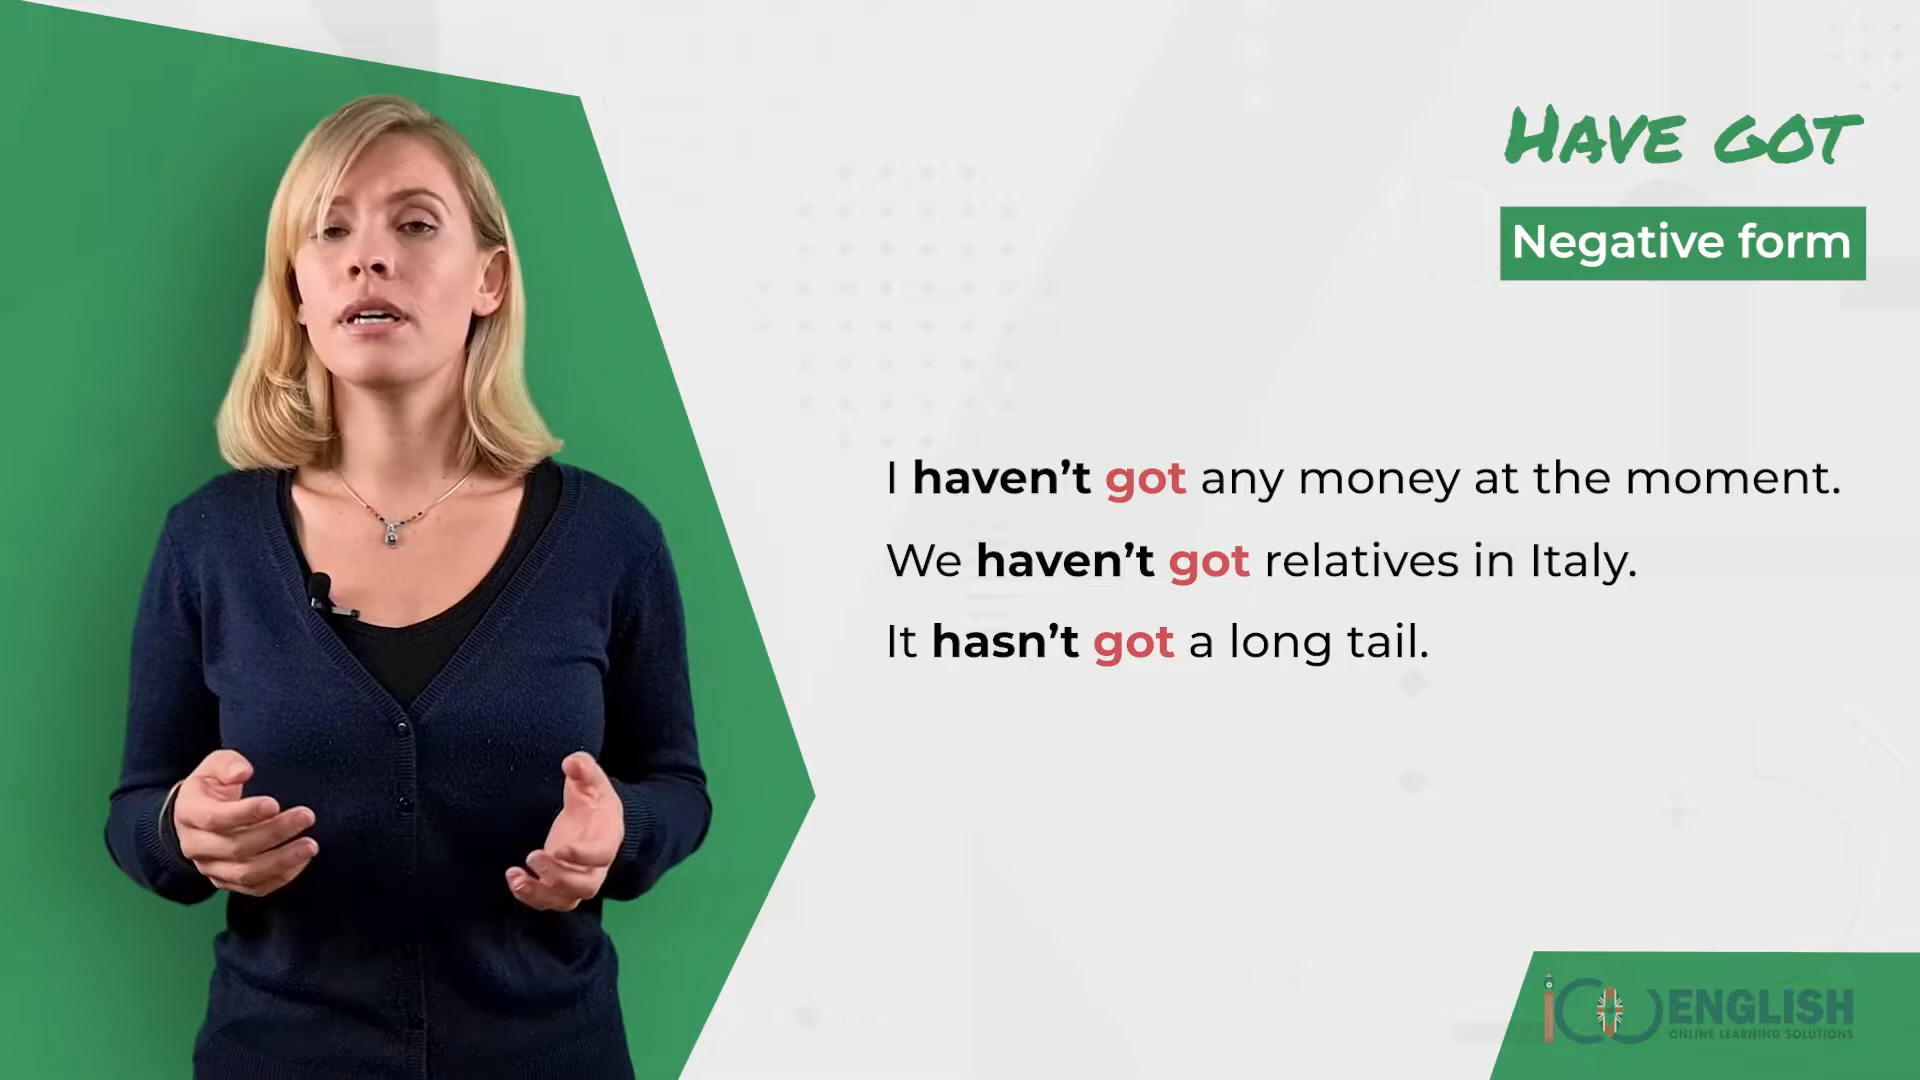 HAVE GOT
Negative form
I haven’t got any money at the moment.
We haven’t got relatives in Italy.
It hasn’t got a long tail.
ENGLISH
ONLINE LEARNING SOLUTIONS